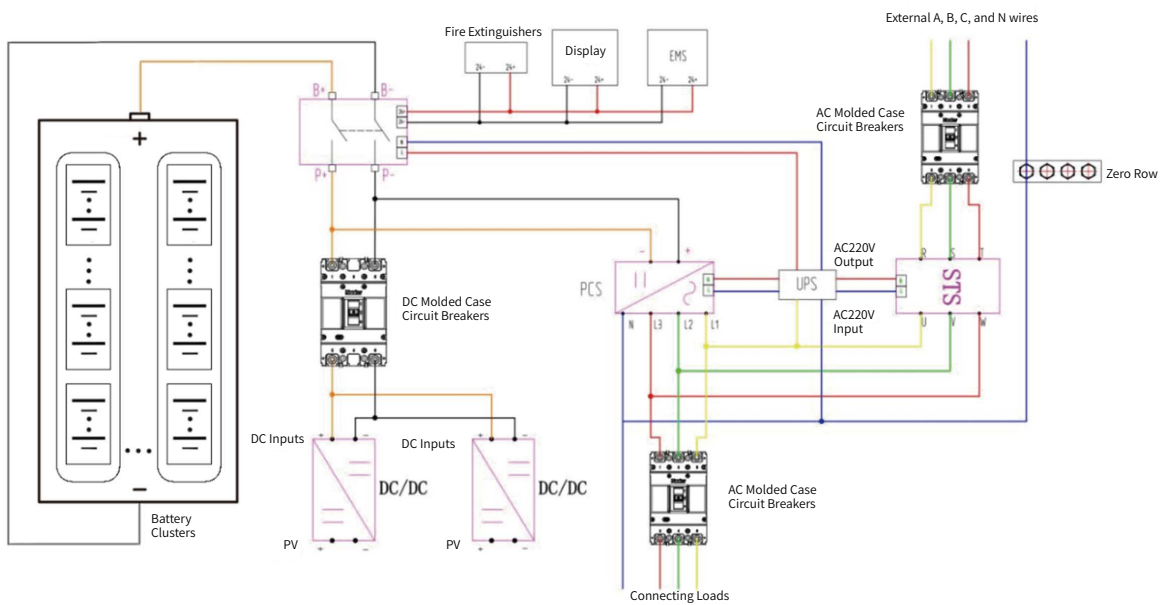 External A, B, C, and N wires
Fire Extinguishers
Display
EMS
24-
24+
24-
24+
24-
24+
AC Molded Case
Circuit Breakers
B+
B-
24+
24-
N
L
P+
P-
Zero Row
+
R
S
T
AC220V
Output
DC Molded Case
Circuit Breakers
PCS
-
+
N
L
UPS
N
L
STS
AC220V
Input
N
L3
L2
L1
U
V
W
DC Inputs
+
-
DC Inputs
+
-
DC/DC
DC/DC
AC Molded Case
Circuit Breakers
-
Battery
Clusters
PV
+
-
PV
+
-
Connecting Loads